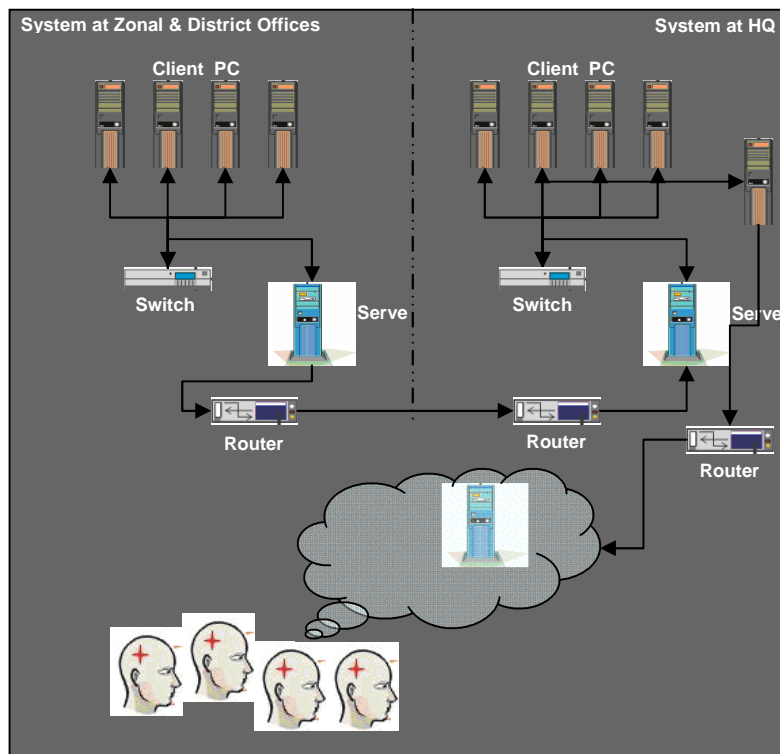 System at Zonal & District Offices
System at HQ
Client PC
Client PC
Switch
Serve
Switch
Serve
Router
Router
Router